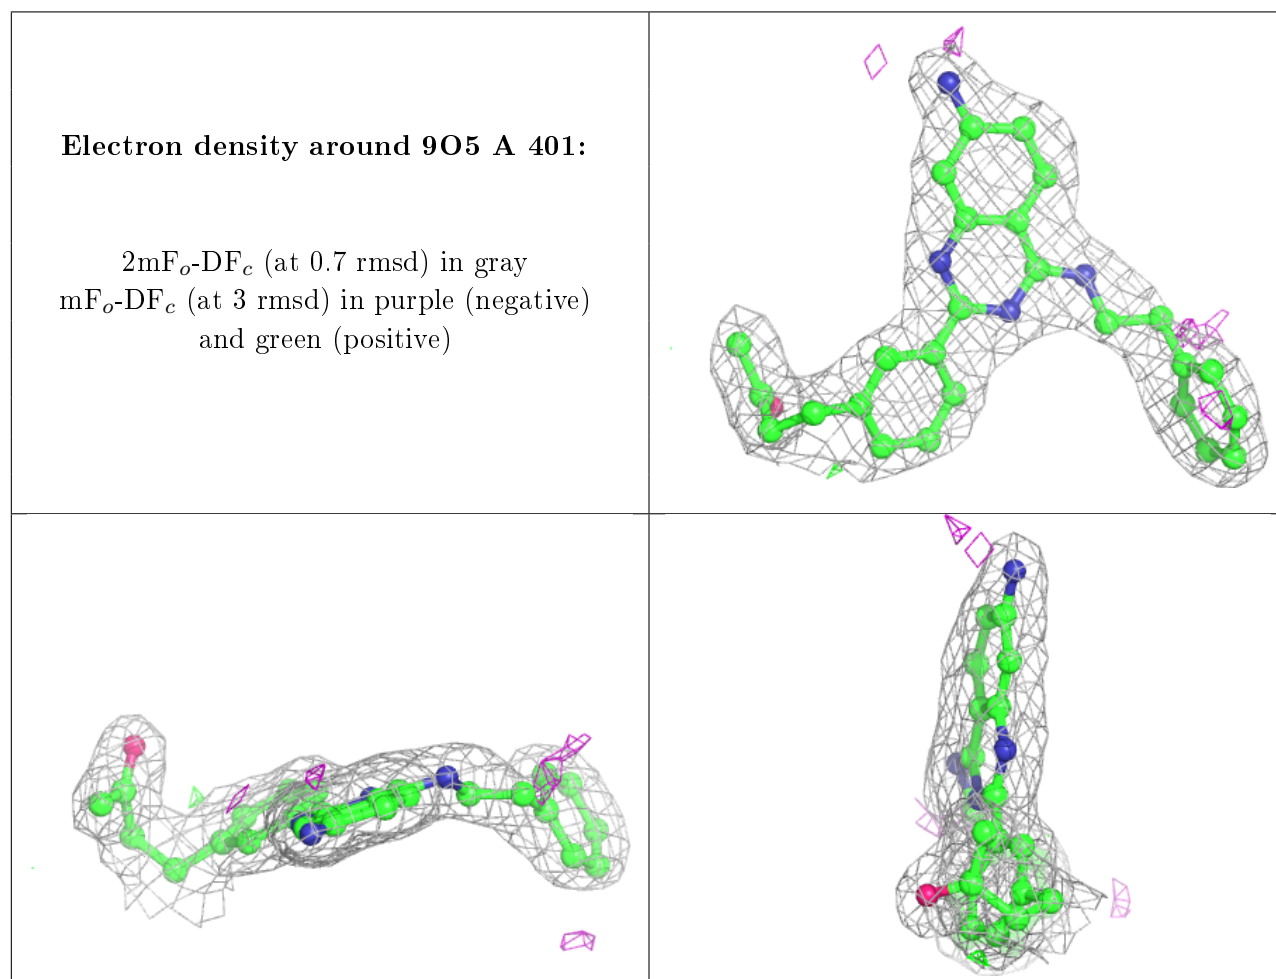 Electron density around 9O5 A 401:
2mFo-DFc (at 0.7 rmsd) in gray
mFo-DFc (at 3 rmsd) in purple (negative)
and green (positive)